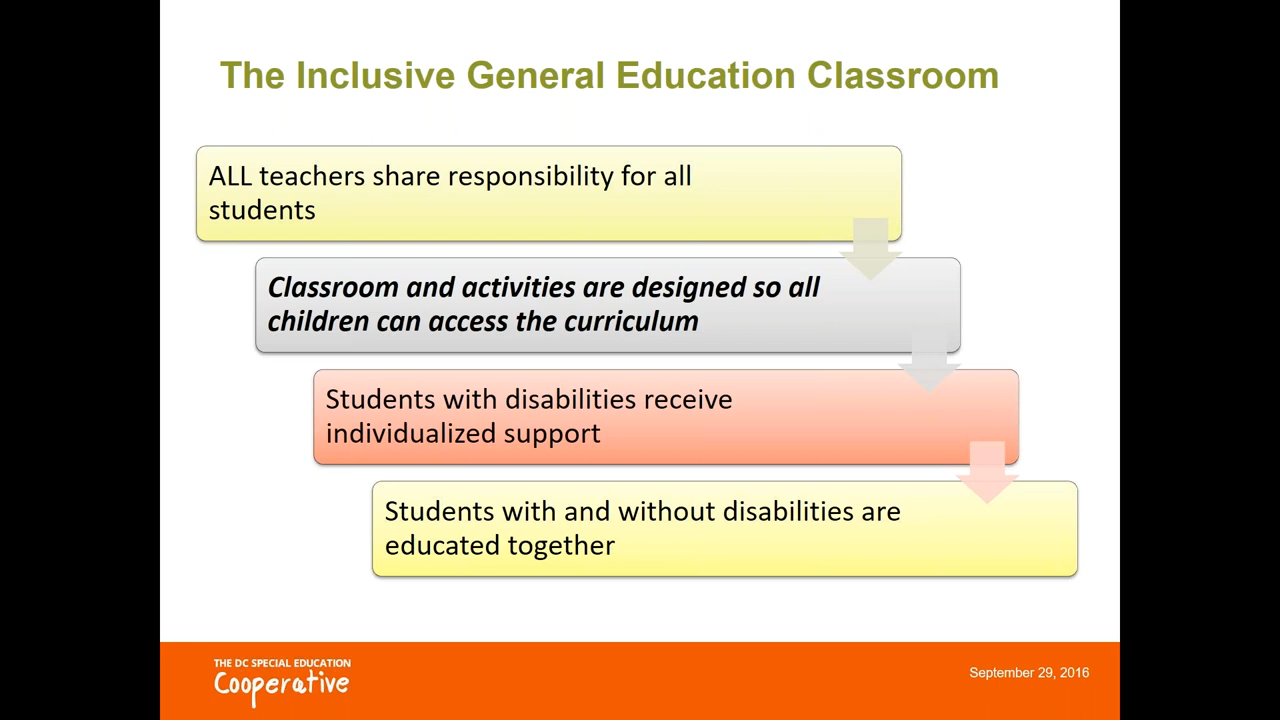 The Inclusive General Education Classroom
ALL teachers share responsibility for all
students
Classroom and activities are designed so all
children can access the curriculum
Students with disabilities receive
individualized support
Students with and without disabilities are
educated together
THE DC SPECIAL EDUCATION
Cooperative
September 29, 2016